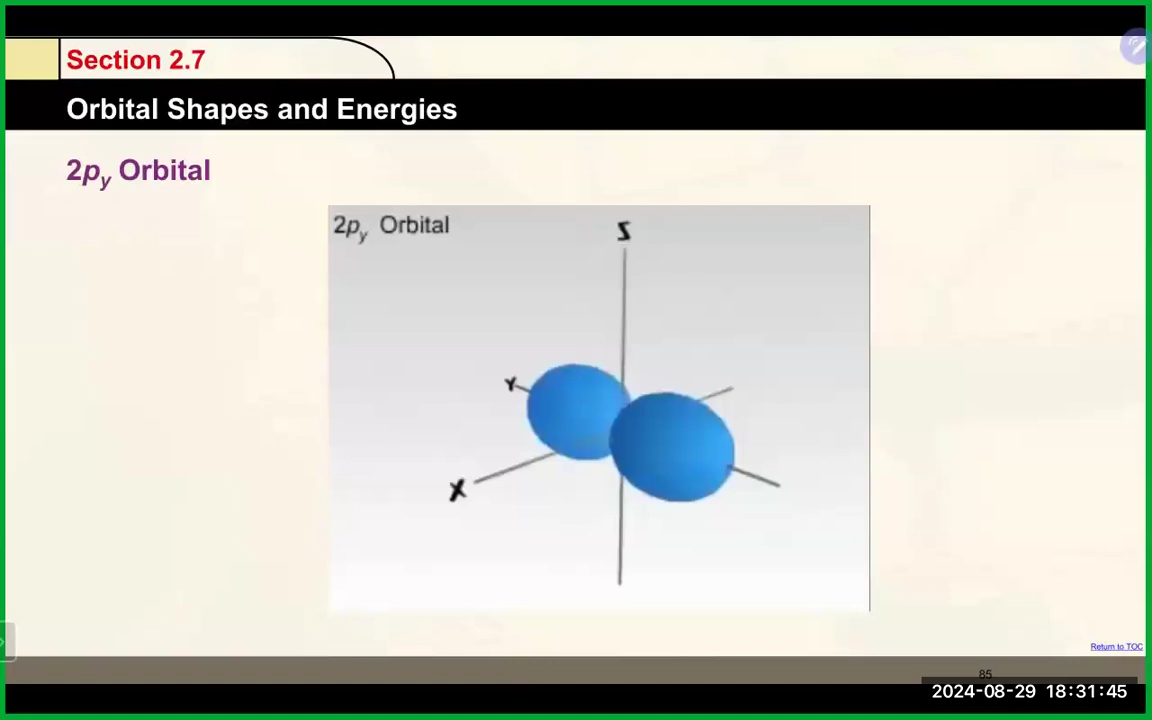 Section 2.7
Orbital Shapes and Energies
2py Orbital
2py Orbital
Z
Y
X
Return to TOC
85
2024-08-29 18:31:45